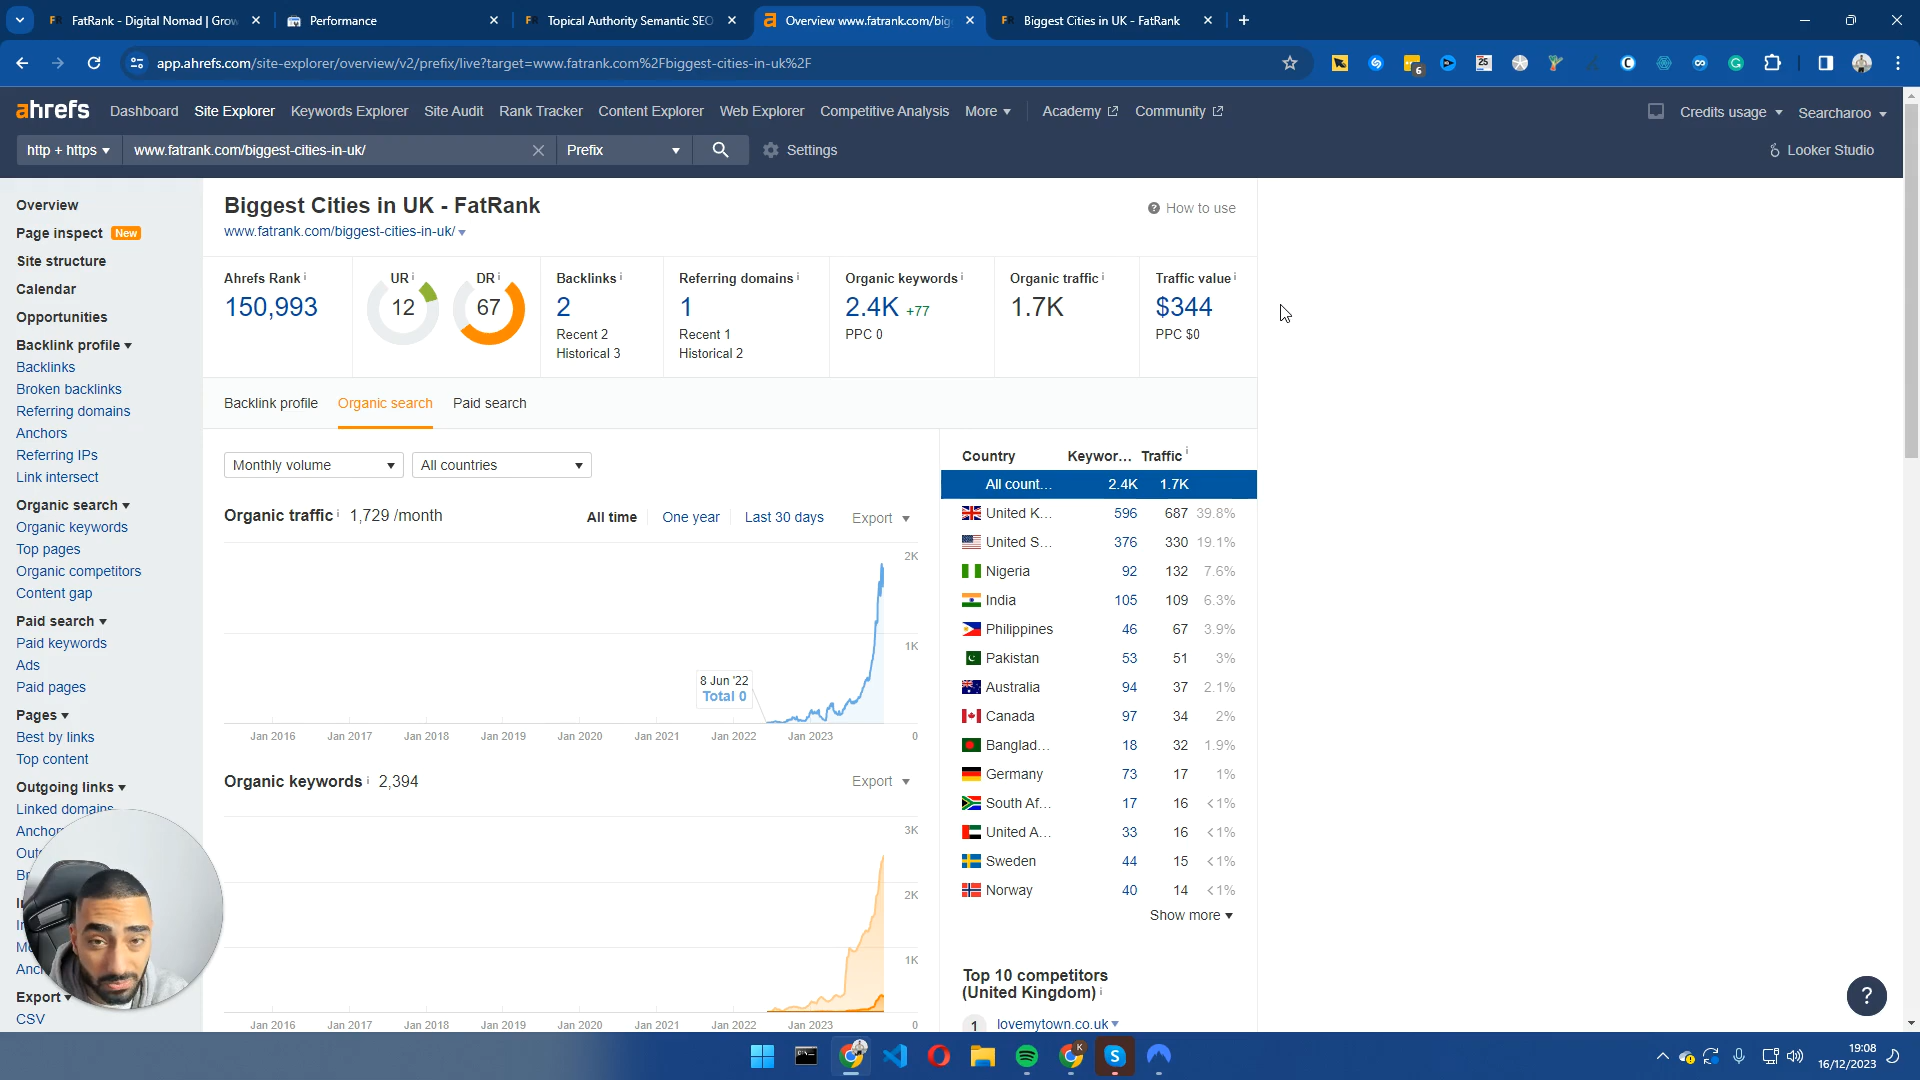 FatRank - Digital Nomad | Grow
Performance
Topical Authority Semantic SEO
Overview www.fatrank.com/big
Biggest Cities in UK - FatRank
app.ahrefs.com/site-explorer/overview/v2/prefix/live?target=www.fatrank.com%2Fbiggest-cities-in-uk%2F
ahrefs
Dashboard
Site Explorer
Keywords Explorer
Site Audit
Rank Tracker
Content Explorer
Web Explorer
Competitive Analysis
More
Academy
Community
Credits usage
Searcharoo
http + https
www.fatrank.com/biggest-cities-in-uk/
Prefix
Settings
Looker Studio
Overview
Page inspect New
Site structure
Calendar
Opportunities
Backlink profile
Backlinks
Broken backlinks
Referring domains
Anchors
Referring IPs
Link intersect
Organic search
Organic keywords
Top pages
Organic competitors
Content gap
Paid search
Paid keywords
Ads
Paid pages
Pages
Best by links
Top content
Outgoing links
Linked domains
Export
CSV
Biggest Cities in UK - FatRank
www.fatrank.com/biggest-cities-in-uk/
How to use
Ahrefs Rank
150,993
UR
12
DR
67
Backlinks
2
Recent 2
Historical 3
Referring domains
1
Recent 1
Historical 2
Organic keywords
2.4K +77
PPC 0
Organic traffic
1.7K
Traffic value
$344
PPC $0
Backlink profile
Organic search
Paid search
Monthly volume
All countries
Organic traffic 1,729 /month
All time
One year
Last 30 days
Export
2K
1K
8 Jun '22
Total 0
Jan 2016 Jan 2017 Jan 2018 Jan 2019 Jan 2020 Jan 2021 Jan 2022 Jan 2023 0
Organic keywords 2,394
Export
3K
2K
1K
Jan 2016 Jan 2017 Jan 2018 Jan 2019 Jan 2020 Jan 2021 Jan 2022 Jan 2023 0
Country Keywor... Traffic
All count... 2.4K 1.7K
United K... 596 687 39.8%
United S... 376 330 19.1%
Nigeria 92 132 7.6%
India 105 109 6.3%
Philippines 46 67 3.9%
Pakistan 53 51 3%
Australia 94 37 2.1%
Canada 97 34 2%
Banglad... 18 32 1.9%
Germany 73 17 1%
South Af... 17 16 <1%
United A... 33 16 <1%
Sweden 44 15 <1%
Norway 40 14 <1%
Show more
Top 10 competitors
(United Kingdom)
1 lovemytown.co.uk
?
19:08
16/12/2023